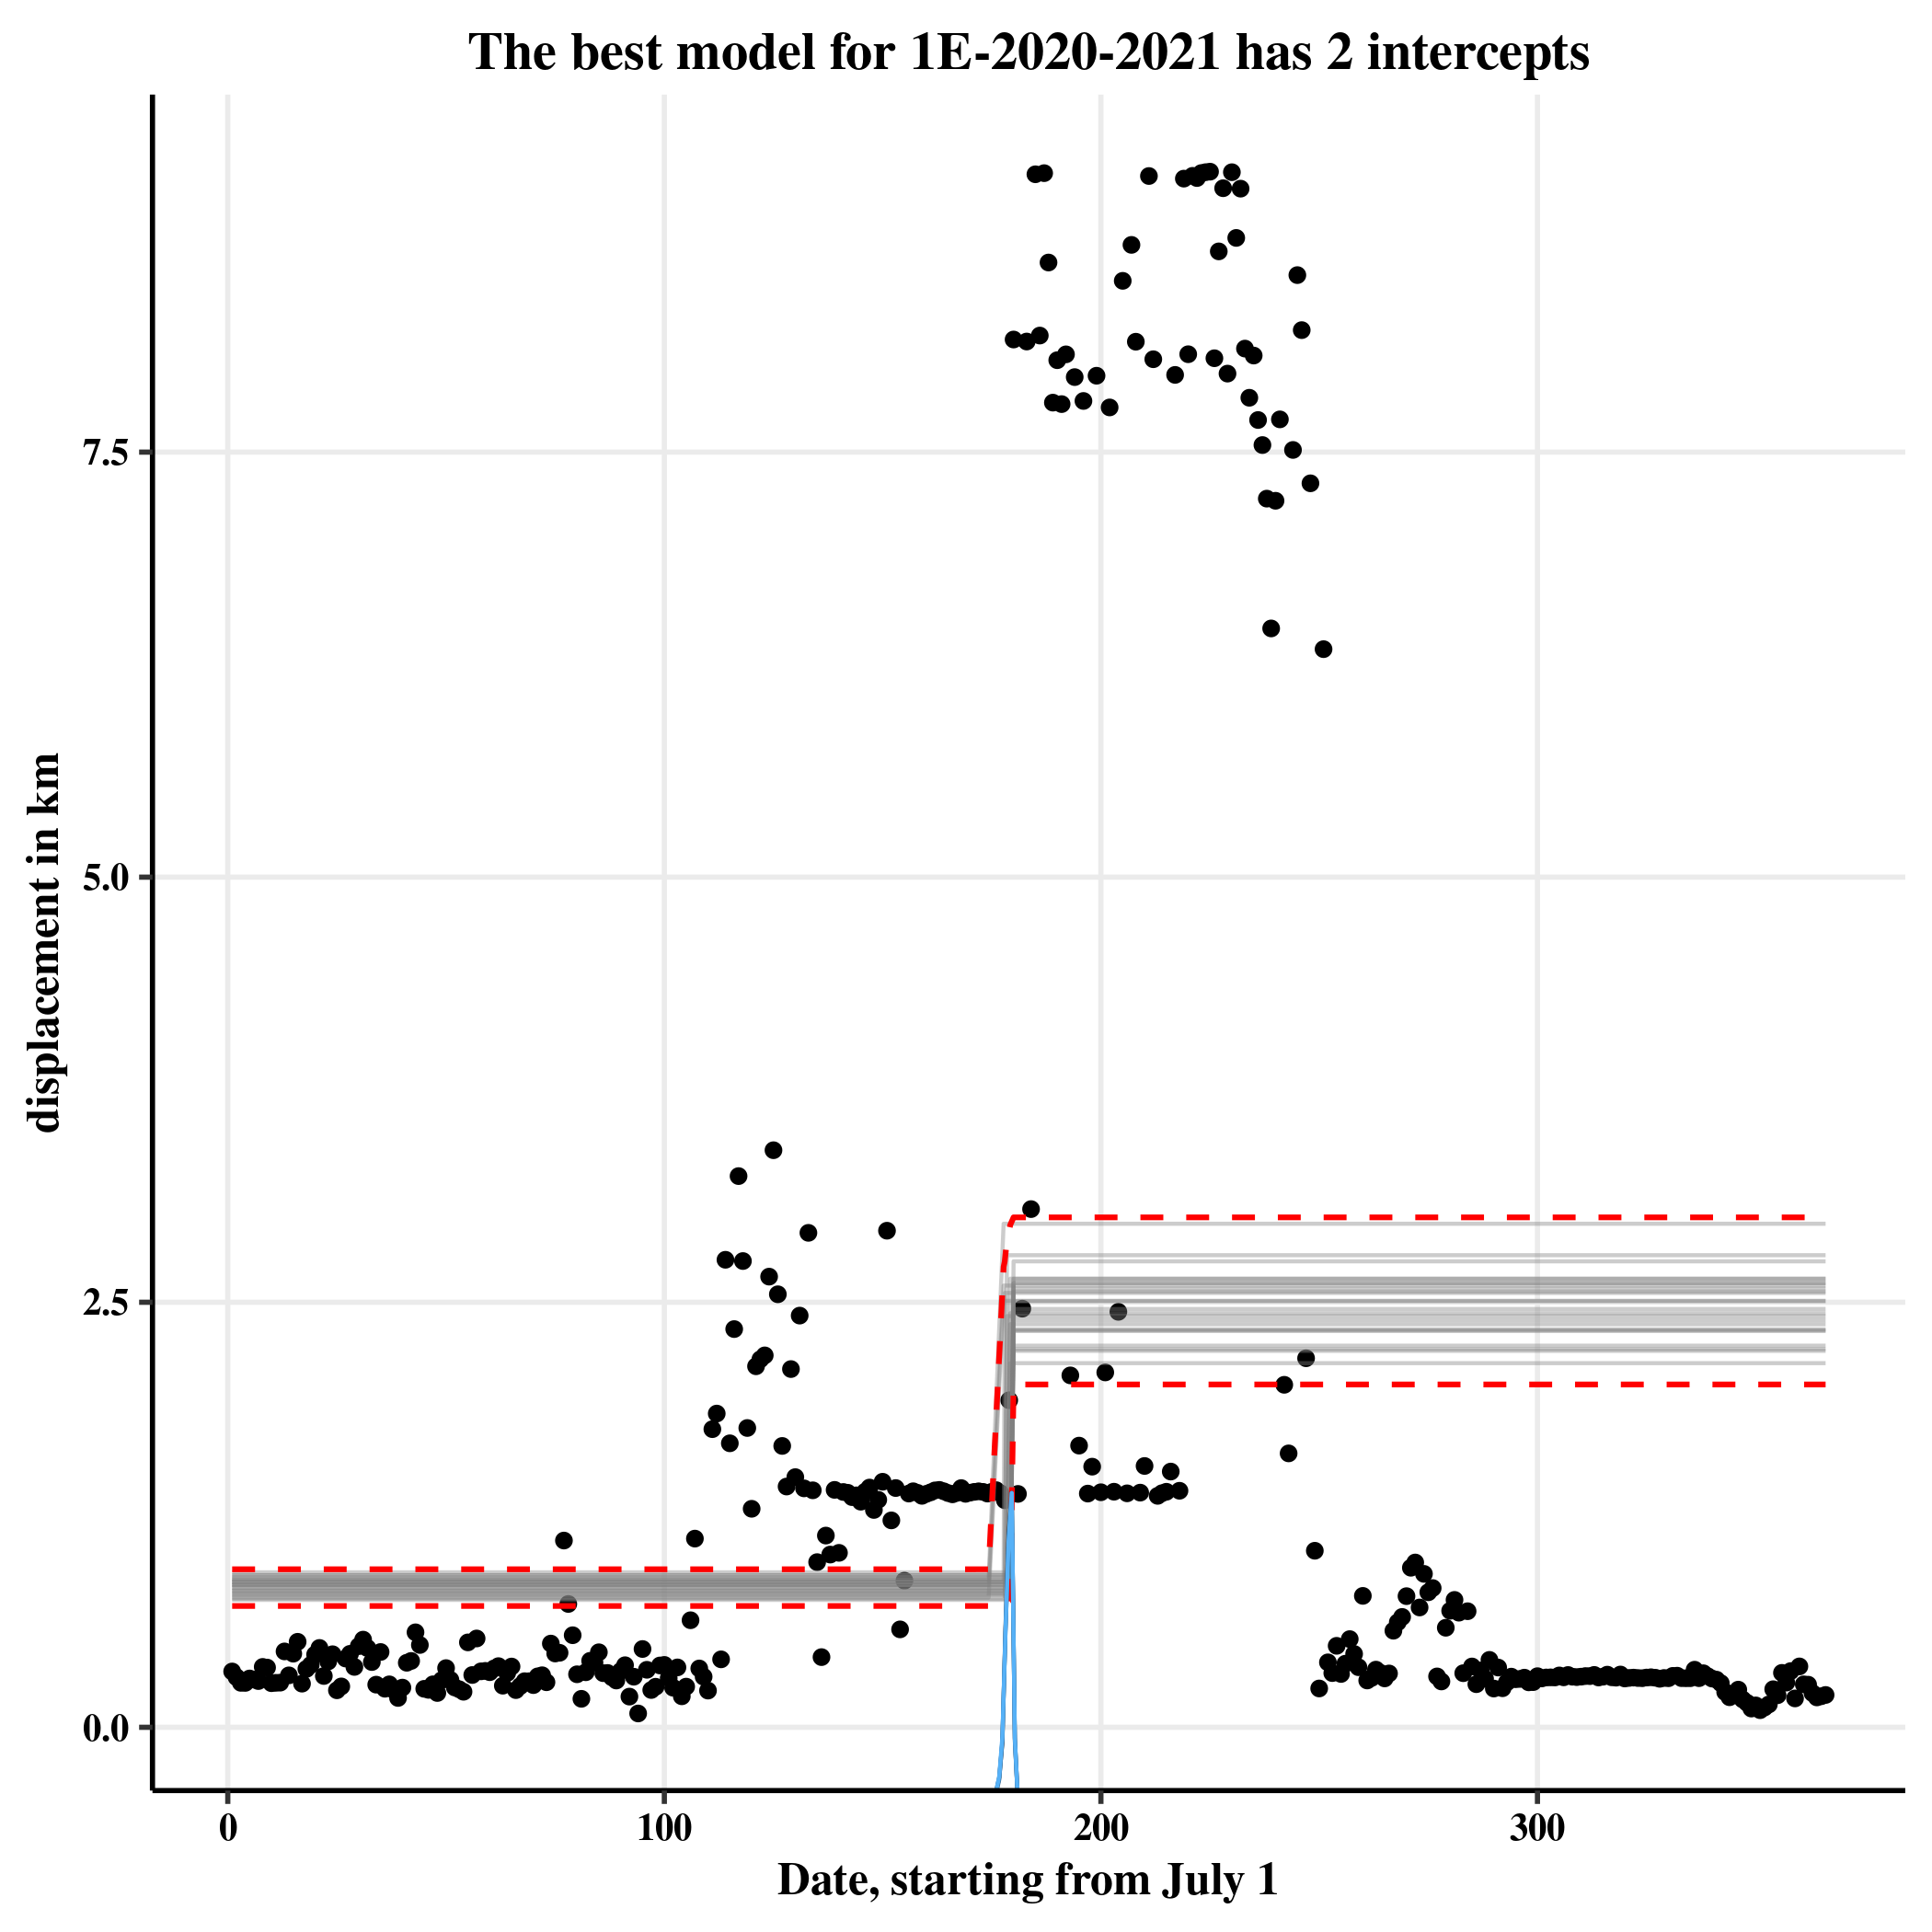 The best model for 1E-2020-2021 has 2 intercepts
displacement in km
7.5
5.0
2.5
0.0
0 100 200 300
Date, starting from July 1